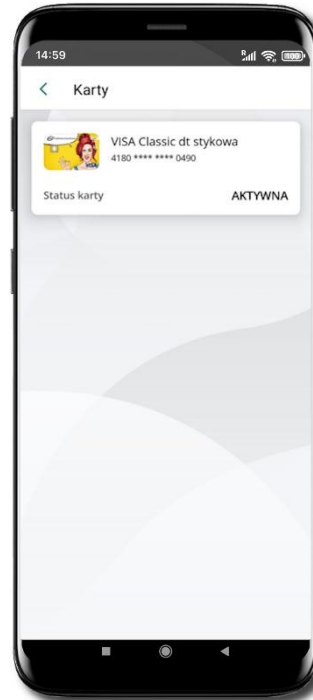 14:59
Karty
VISA Classic dt stykowa
4180 **** **** 0490
Status karty AKTYWNA